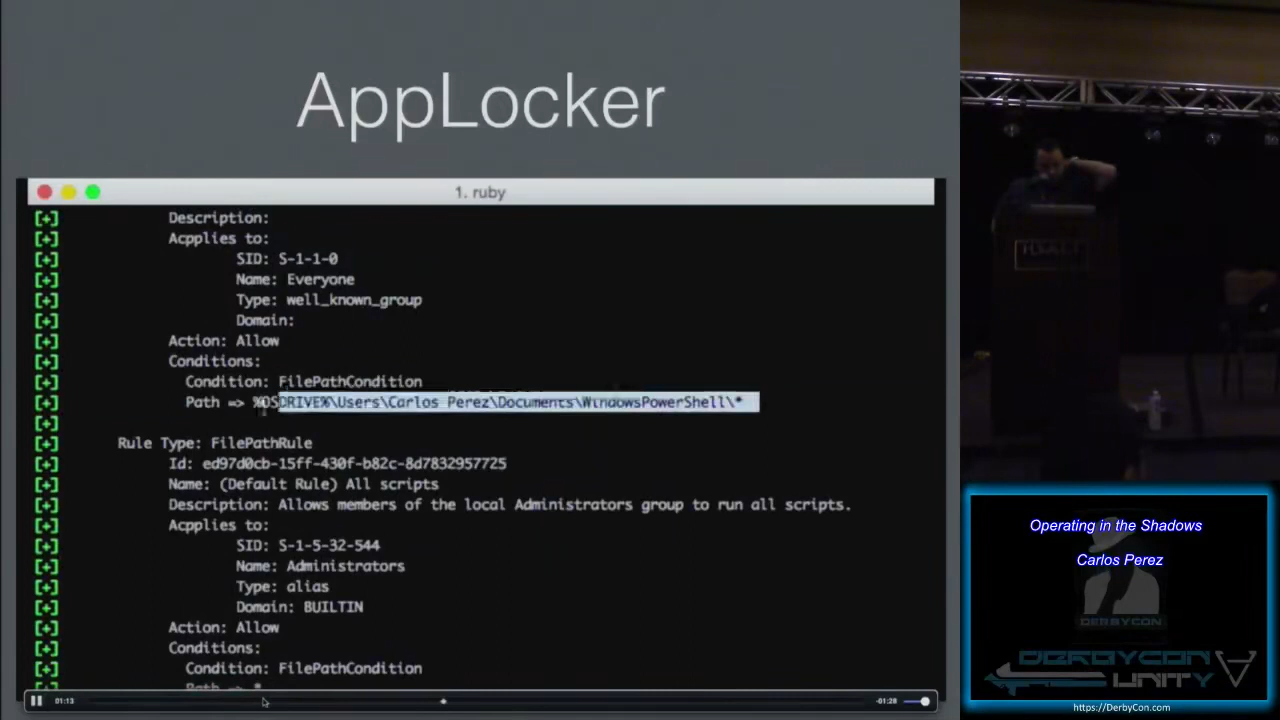 AppLocker
1. ruby
[+] Description:
[+] Acpplies to:
[+] SID: S-1-1-0
[+] Name: Everyone
[+] Type: well_known_group
[+] Domain:
[+] Action: Allow
[+] Conditions:
[+] Condition: FilePathCondition
[+] Path => %OSDRIVE%\Users\Carlos Perez\Documents\WindowsPowerShell\*
[+]
[+] Rule Type: FilePathRule
[+] Id: ed97d0cb-15ff-430f-b82c-8d7832957725
[+] Name: (Default Rule) All scripts
[+] Description: Allows members of the local Administrators group to run all scripts.
[+] Acpplies to:
[+] SID: S-1-5-32-544
[+] Name: Administrators
[+] Type: alias
[+] Domain: BUILTIN
[+] Action: Allow
[+] Conditions:
[+] Condition: FilePathCondition
[+] Path => *
01:13
-01:28
HYATT
Operating in the Shadows
Carlos Perez
DERBYCON
DERBYCON
UNITY
https://DerbyCon.com